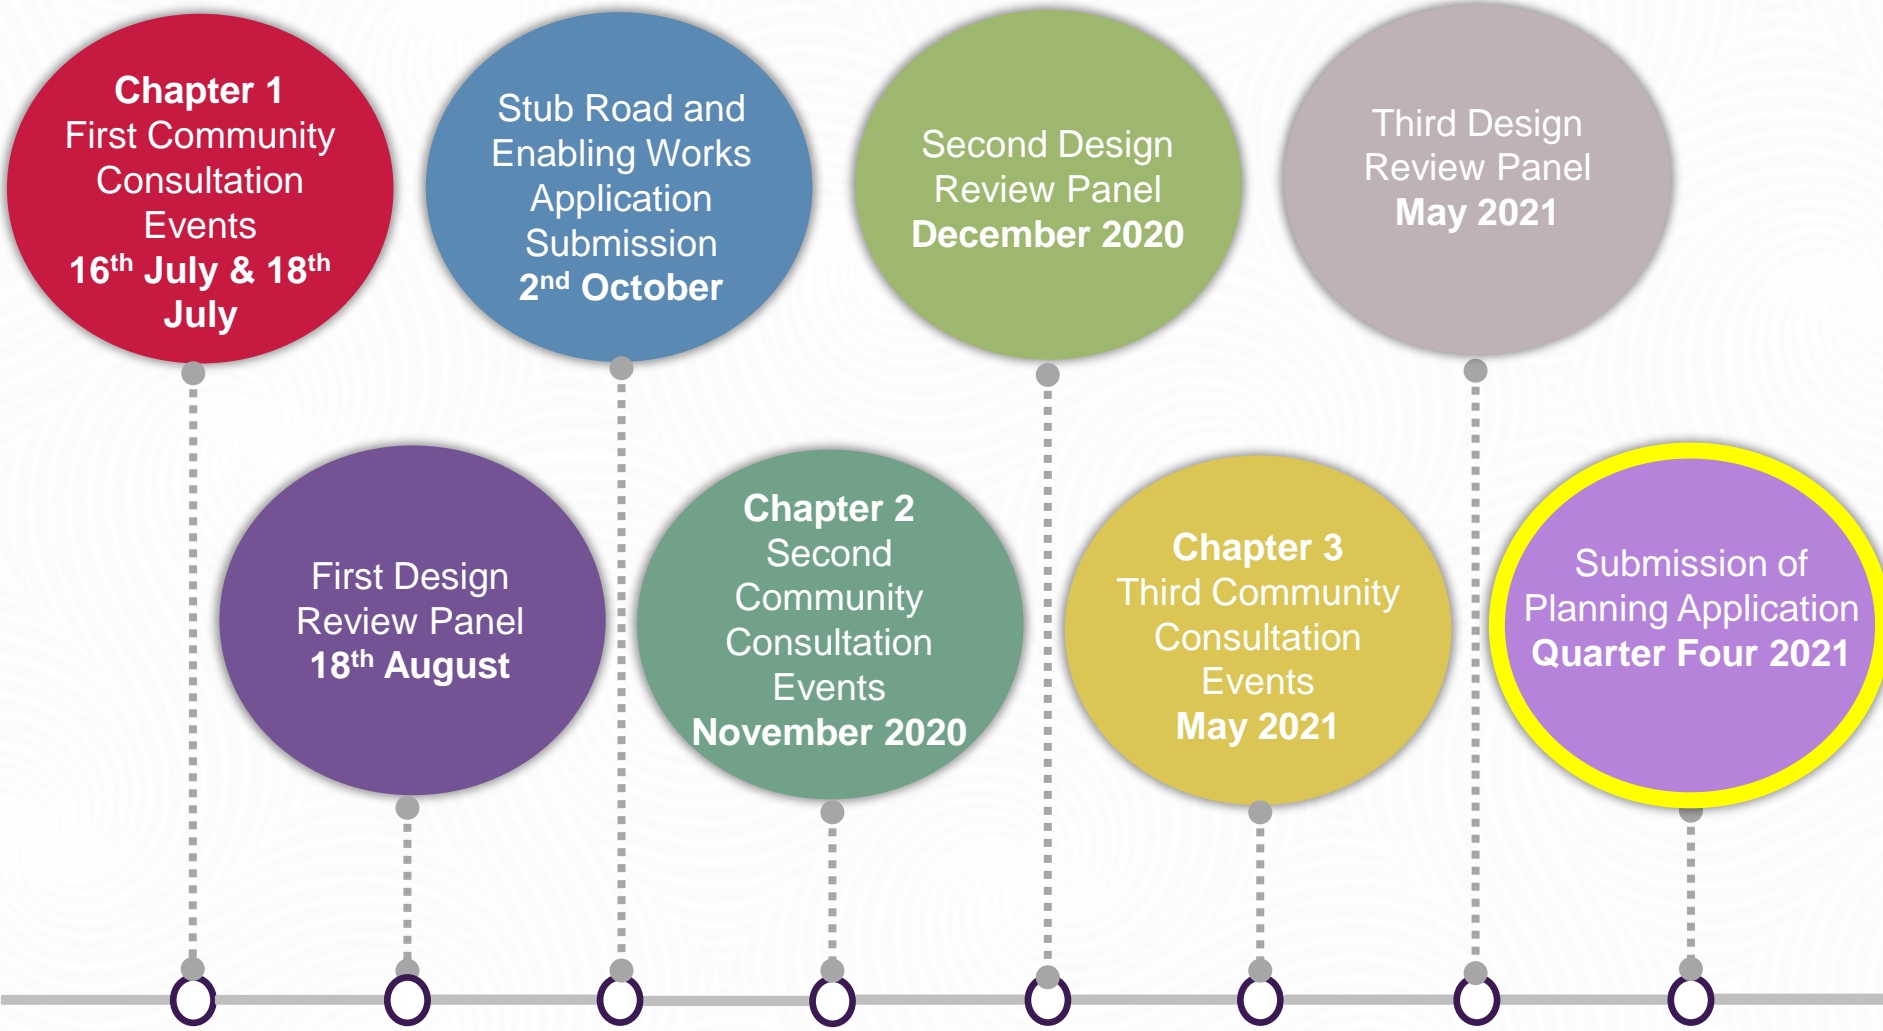 Chapter 1
First Community
Consultation
Events
16th July & 18th
July
First Design
Review Panel
18th August
Stub Road and
Enabling Works
Application
Submission
2nd October
Chapter 2
Second
Community
Consultation
Events
November 2020
Second Design
Review Panel
December 2020
Chapter 3
Third Community
Consultation
Events
May 2021
Third Design
Review Panel
May 2021
Submission of
Planning Application
Quarter Four 2021